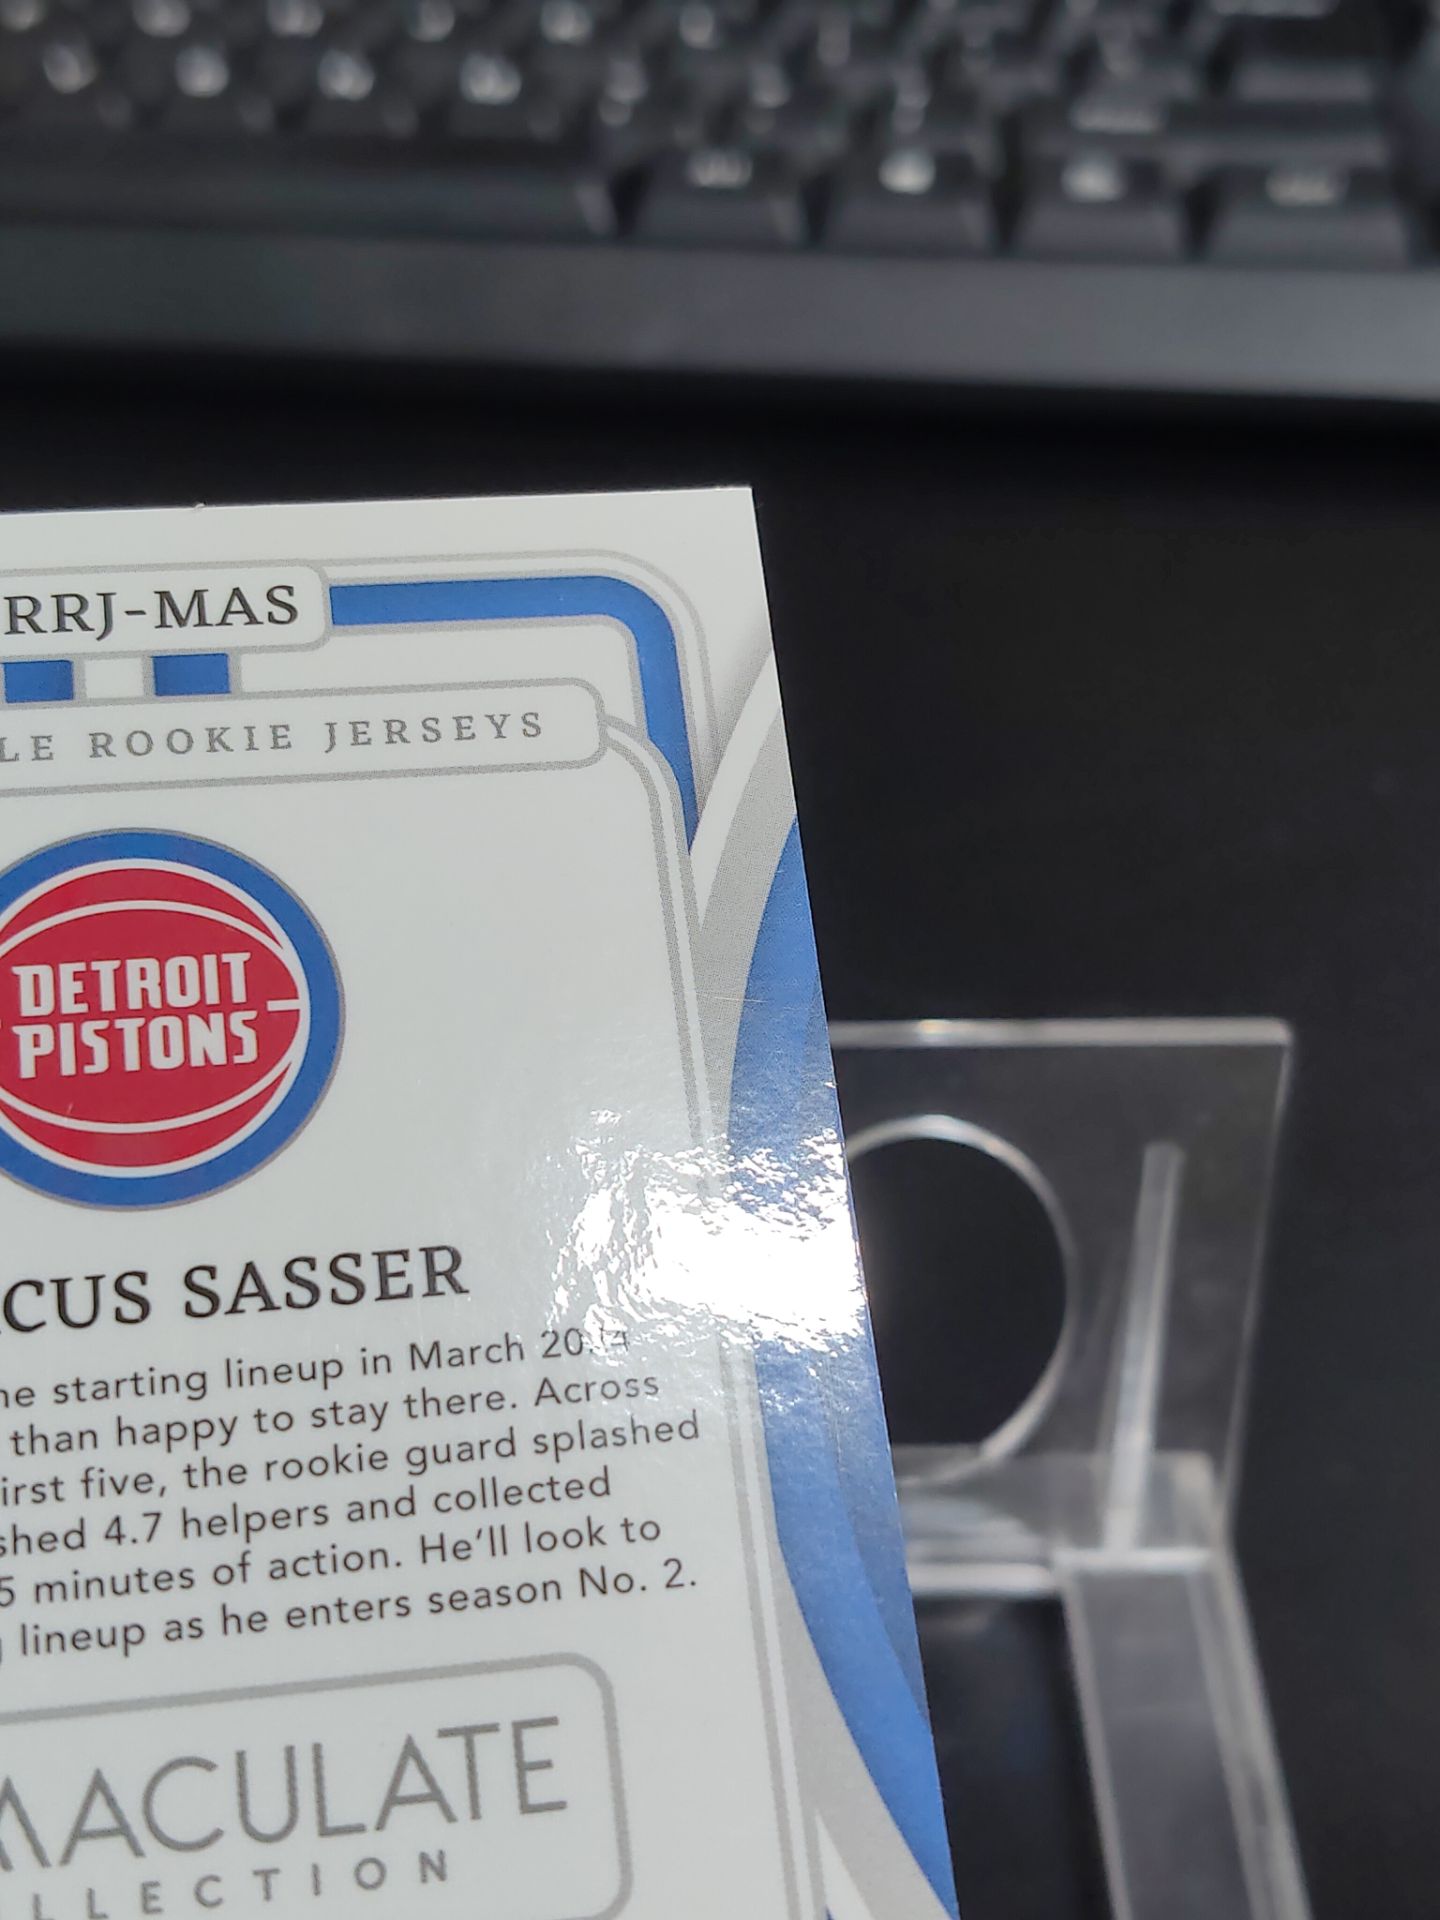 RRJ-MAS
LE ROOKIE JERSEYS
DETROIT
PISTONS
CUS SASSER
ne starting lineup in March
than happy to stay there. Across
irst five, the rookie guard splashed
shed 4.7 helpers and collected
5 minutes of action. He'll look to
lineup as he enters season No. 2.
MACULATE
LLECTION